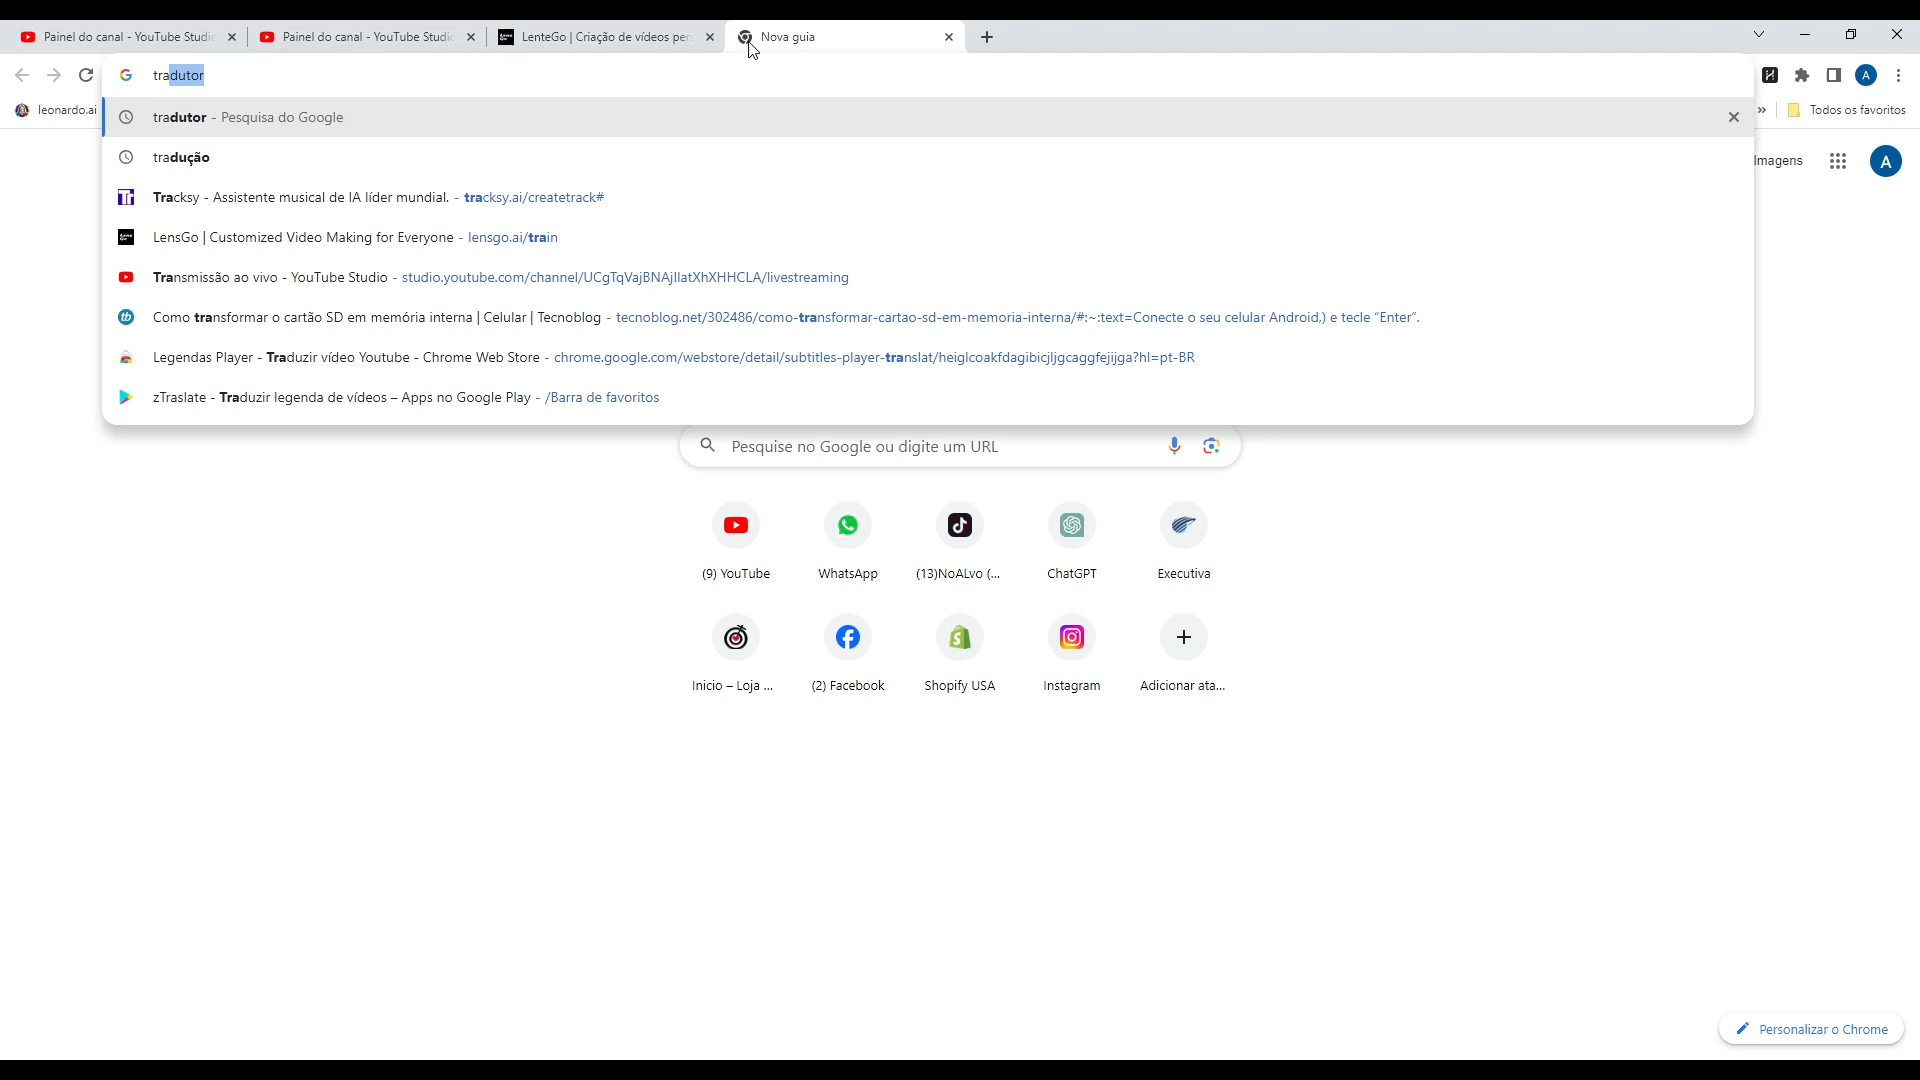 Painel do canal - YouTube Studio
Painel do canal - YouTube Studio
LenteGo | Criação de vídeos per
Nova guia
tradutor
leonardo.ai
Todos os favoritos
tradutor - Pesquisa do Google
tradução
Imagens
A
Tracksy - Assistente musical de IA líder mundial. - tracksy.ai/createtrack#
LensGo | Customized Video Making for Everyone - lensgo.ai/train
Transmissão ao vivo - YouTube Studio - studio.youtube.com/channel/UCgTqVajBNAjllatXhXHHCLA/livestreaming
Como transformar o cartão SD em memória interna | Celular | Tecnoblog - tecnoblog.net/302486/como-transformar-cartao-sd-em-memoria-interna/#:~:text=Conecte o seu celular Android,) e tecle “Enter”.
Legendas Player - Traduzir vídeo Youtube - Chrome Web Store - chrome.google.com/webstore/detail/subtitles-player-translat/heiglcoakfdagibicjljgcaggfejijga?hl=pt-BR
zTraslate - Traduzir legenda de vídeos – Apps no Google Play - /Barra de favoritos
Pesquise no Google ou digite um URL
(9) YouTube
WhatsApp
(13)NoALvo (...
ChatGPT
Executiva
Inicio – Loja ...
(2) Facebook
Shopify USA
Instagram
Adicionar ata...
Personalizar o Chrome